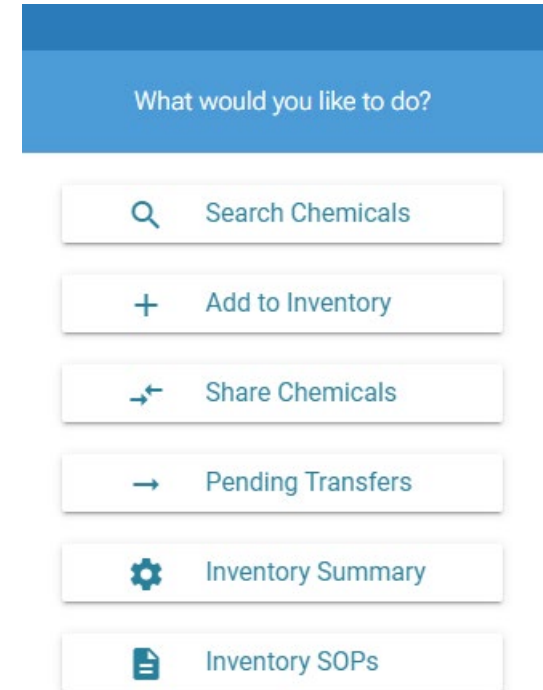 What would you like to do?
Search Chemicals
Add to Inventory
Share Chemicals
Pending Transfers
Inventory Summary
Inventory SOPs